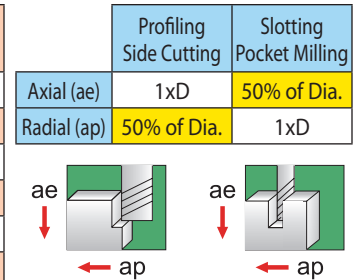 Profiling
Side Cutting
Slotting
Pocket Milling
Axial (ae) 1xD 50% of Dia.
Radial (ap) 50% of Dia. 1xD
ae
ap
ae
ap